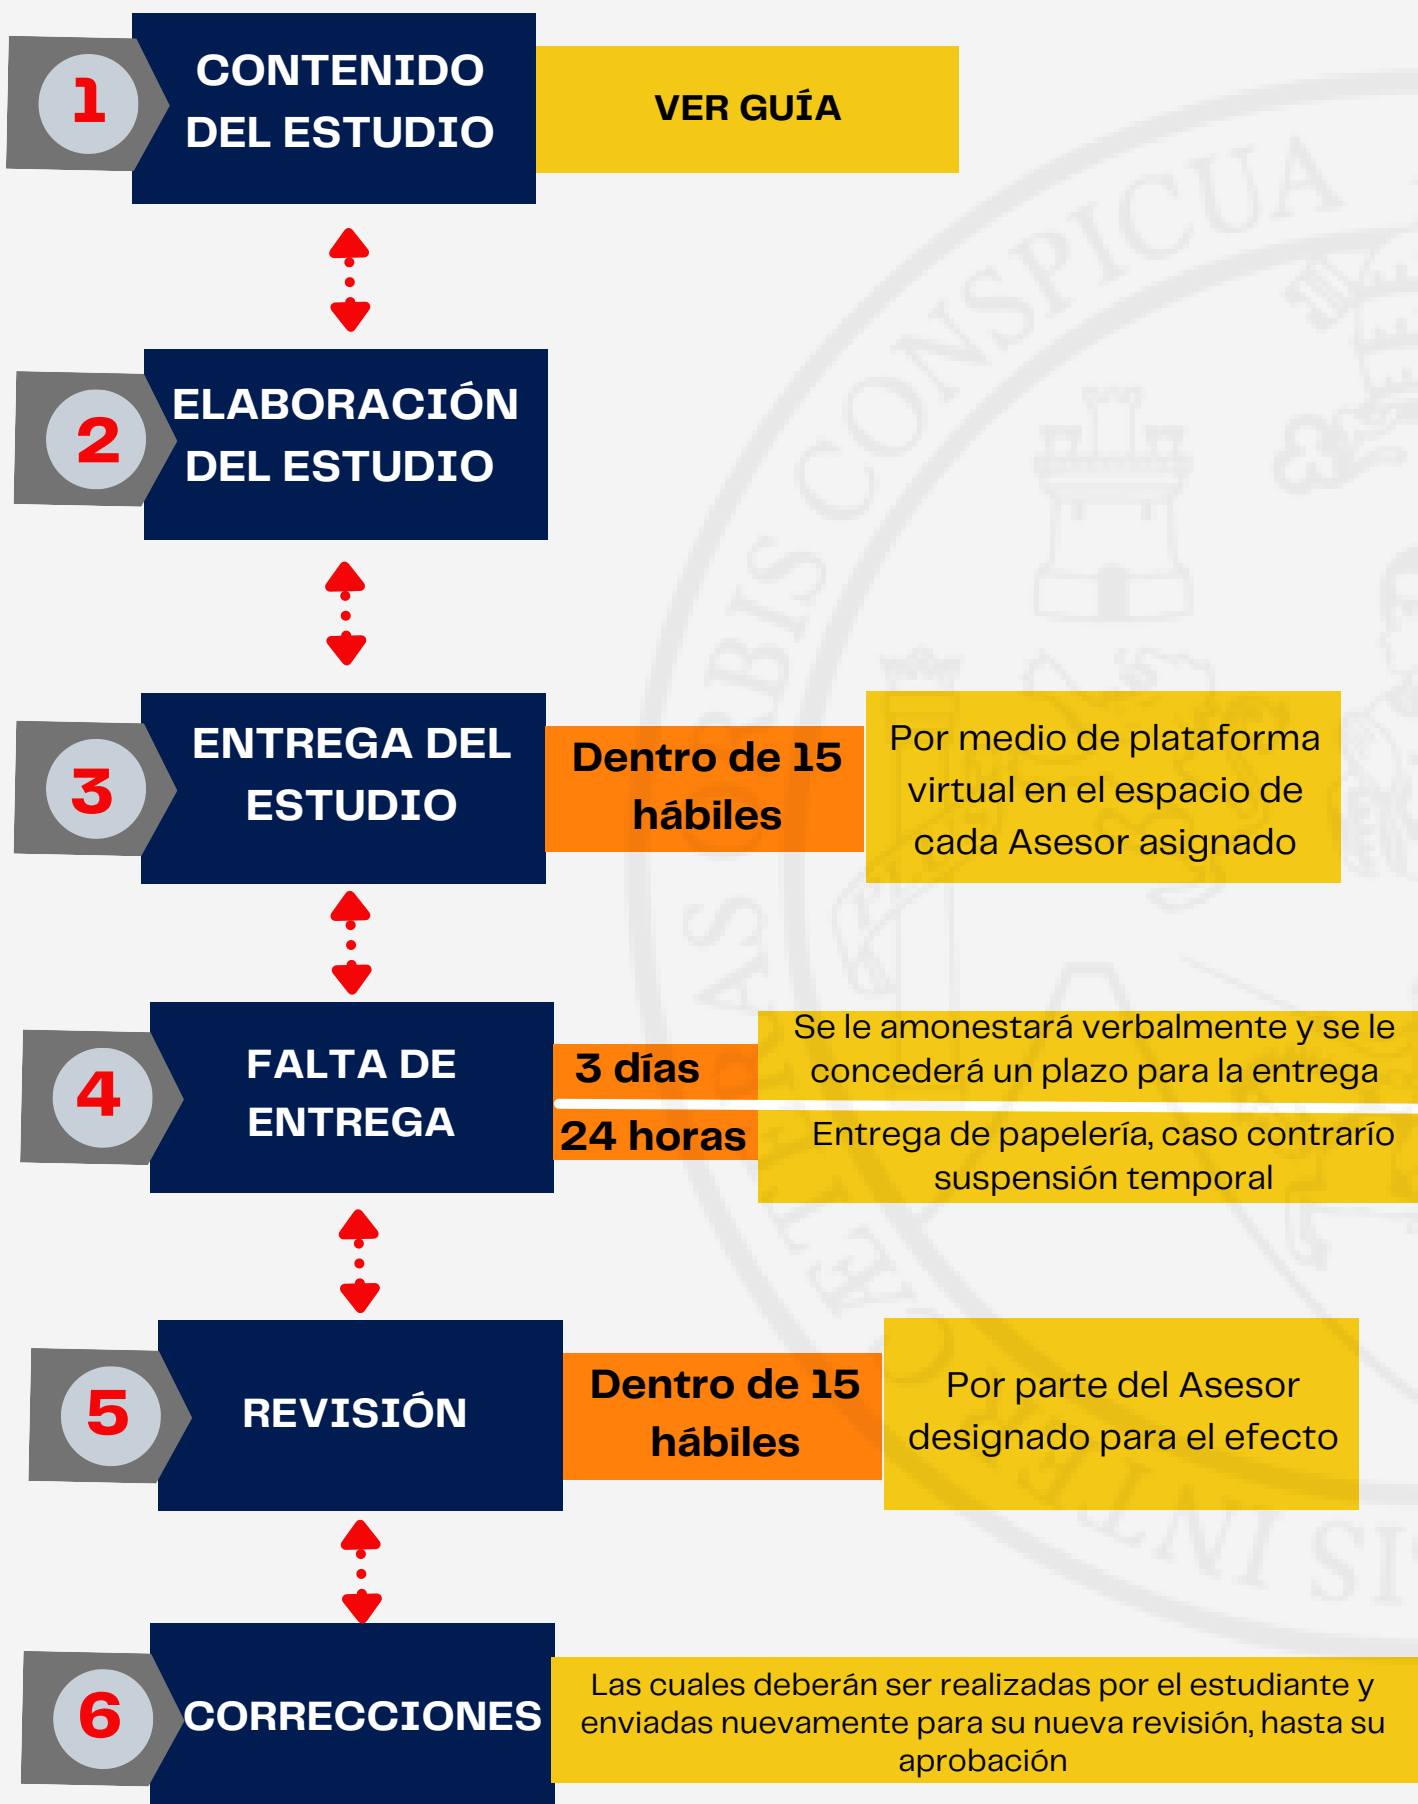 1
CONTENIDO
DEL ESTUDIO
VER GUÍA
2
ELABORACIÓN
DEL ESTUDIO
3
ENTREGA DEL
ESTUDIO
Dentro de 15
hábiles
Por medio de plataforma
virtual en el espacio de
cada Asesor asignado
4
FALTA DE
ENTREGA
3 días
Se le amonestará verbalmente y se le
concederá un plazo para la entrega
24 horas
Entrega de papelería, caso contrarío
suspensión temporal
5
REVISIÓN
Dentro de 15
hábiles
Por parte del Asesor
designado para el efecto
6
CORRECCIONES
Las cuales deberán ser realizadas por el estudiante y
enviadas nuevamente para su nueva revisión, hasta su
aprobación
ORBIS CONSPICUA
INTER